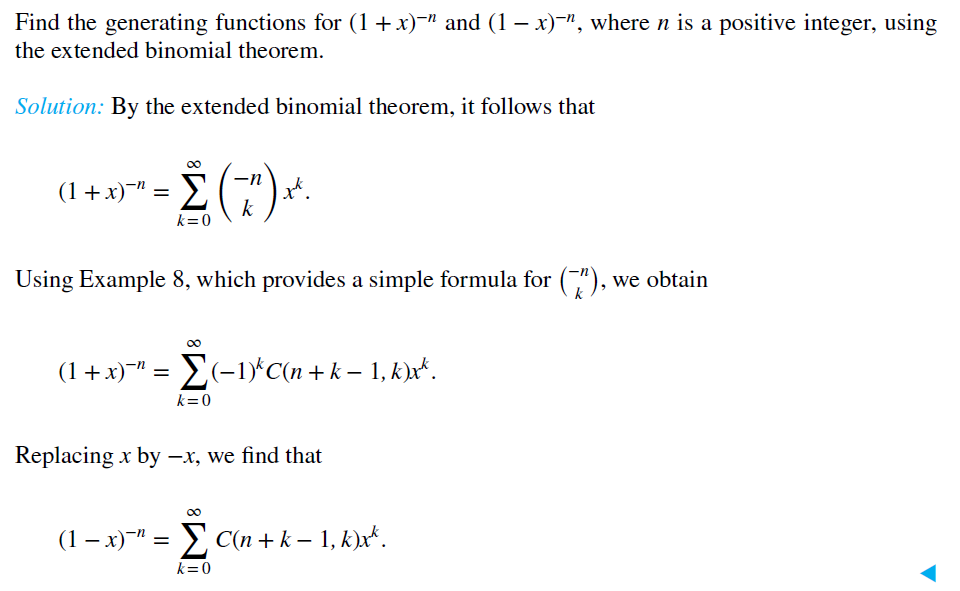 Find the generating functions for (1 + x)⁻ⁿ and (1 − x)⁻ⁿ, where n is a positive integer, using
the extended binomial theorem.
Solution: By the extended binomial theorem, it follows that
$(1 + x)^{-n} = \sum_{k=0}^{\infty} \binom{-n}{k} x^k.$
Using Example 8, which provides a simple formula for $\binom{-n}{k}$, we obtain
$(1 + x)^{-n} = \sum_{k=0}^{\infty} (-1)^k C(n + k - 1, k)x^k.$
Replacing x by −x, we find that
$(1 - x)^{-n} = \sum_{k=0}^{\infty} C(n + k - 1, k)x^k.$